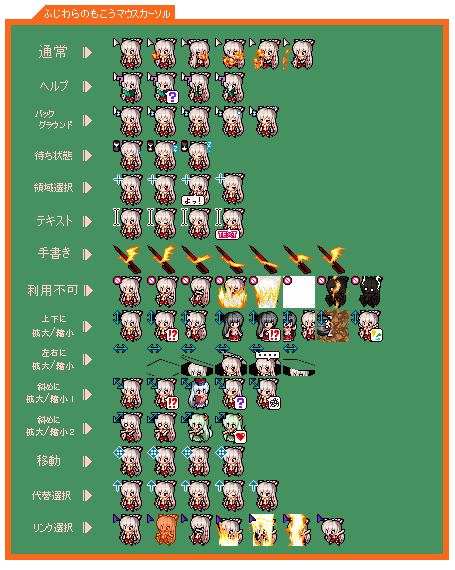 ふじわらのもこうマウスカーソル
通常
ヘルプ
?
バック
グラウンド
待ち状態
領域選択
よっ!
テキスト
TEXT
手書き
利用不可
上下に
拡大/縮小
!?
!?
左右に
拡大/縮小
斜めに
拡大/縮小1
!?
?
斜めに
拡大/縮小2
移動
代替選択
リンク選択